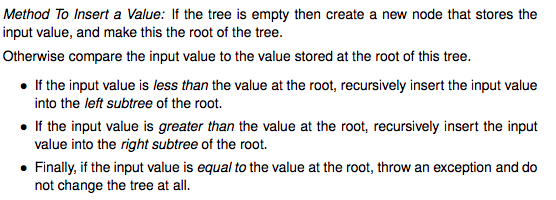 Method To Insert a Value: If the tree is empty then create a new node that stores the
input value, and make this the root of the tree.
Otherwise compare the input value to the value stored at the root of this tree.
• If the input value is less than the value at the root, recursively insert the input value
into the left subtree of the root.
• If the input value is greater than the value at the root, recursively insert the input
value into the right subtree of the root.
• Finally, if the input value is equal to the value at the root, throw an exception and do
not change the tree at all.